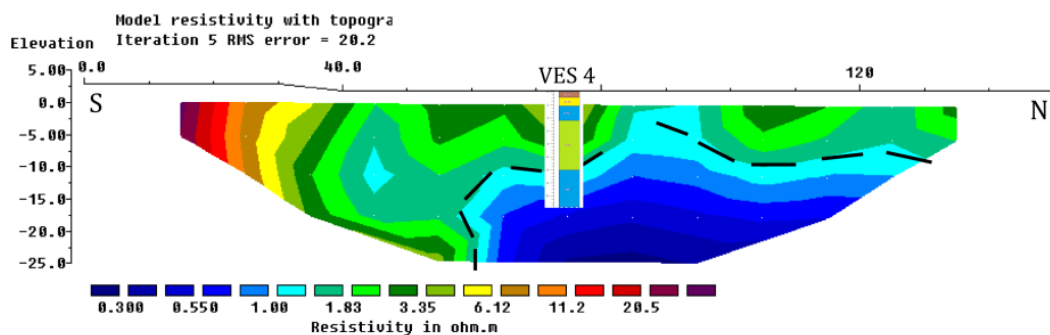 Model resistivity with topogra
Iteration 5 RMS error = 20.2
Elevation
5.00 0.0 40.0 VES 4 120
0.0
S N
-5.00
-10.0
-15.0
-20.0
-25.0
0.300 0.550 1.00 1.83 3.35 6.12 11.2 20.5
Resistivity in ohm.m